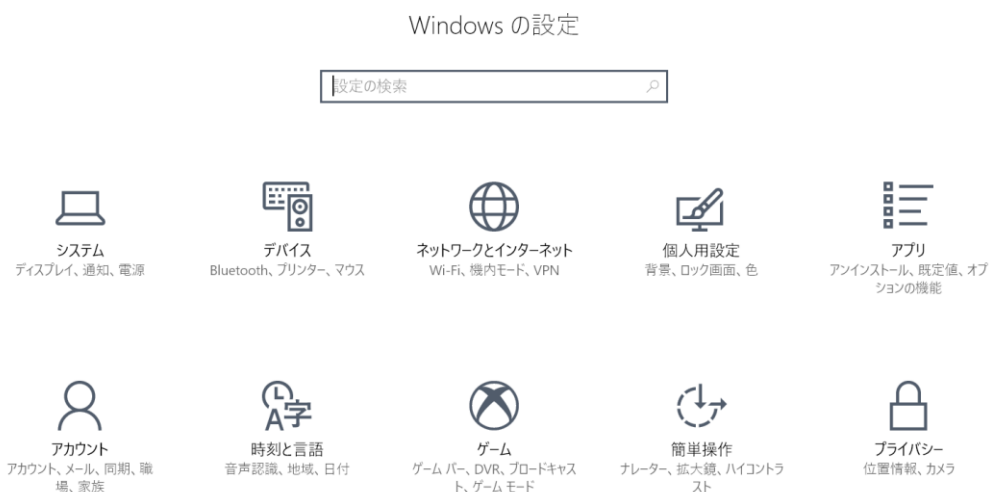 Windows の設定
設定の検索
システム
ディスプレイ、通知、電源
デバイス
Bluetooth、プリンター、マウス
ネットワークとインターネット
Wi-Fi、機内モード、VPN
個人用設定
背景、ロック画面、色
アプリ
アンインストール、既定値、オプ
ションの機能
アカウント
アカウント、メール、同期、職
場、家族
A字
時刻と言語
音声認識、地域、日付
ゲーム
ゲーム バー、DVR、ブロードキャス
ト、ゲーム モード
簡単操作
ナレーター、拡大鏡、ハイコントラ
スト
プライバシー
位置情報、カメラ